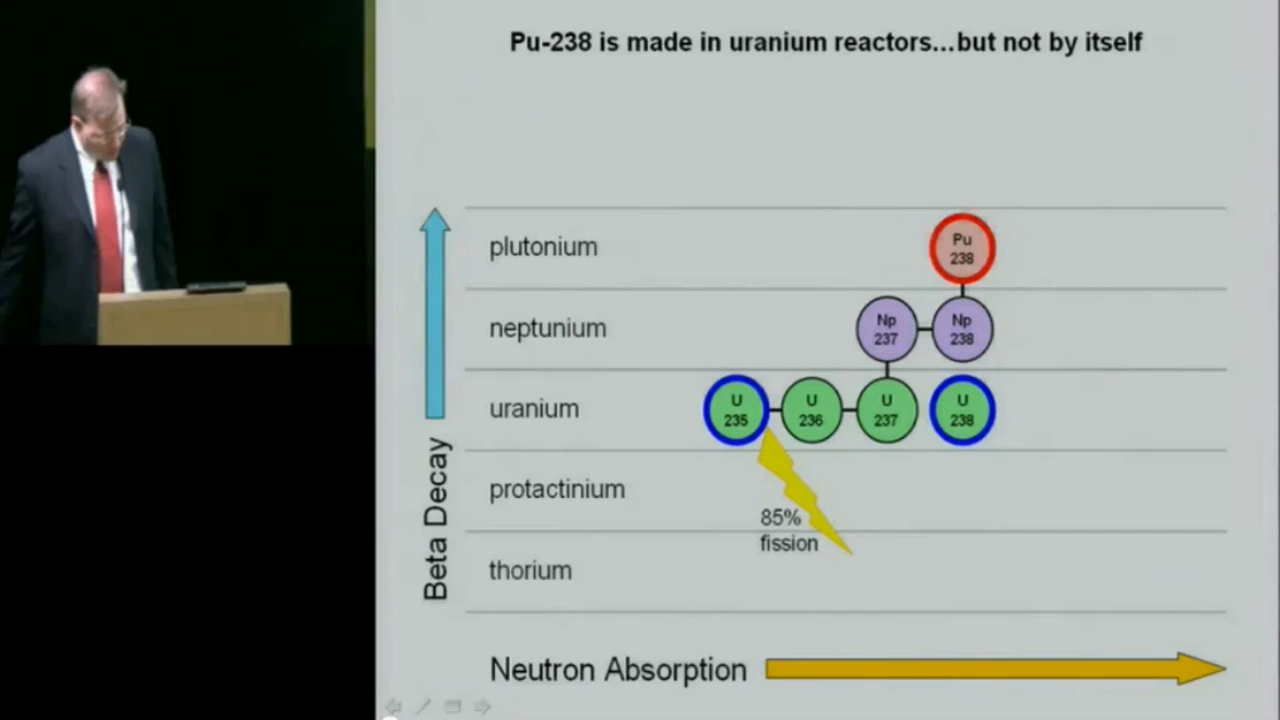 Pu-238 is made in uranium reactors...but not by itself
plutonium
Pu
238
neptunium
Np
237
Np
238
uranium
U
235
U
236
U
237
U
238
protactinium
85%
fission
thorium
Beta Decay
Neutron Absorption